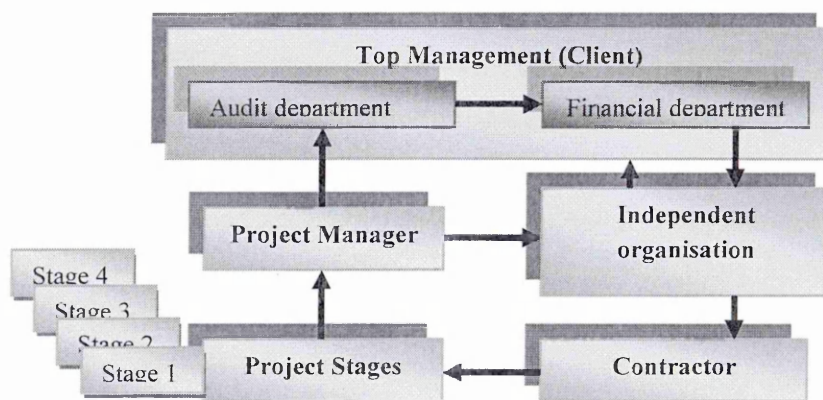 Top Management (Client)
Audit department
Financial department
Project Manager
Independent
organisation
Stage 4
Stage 3
Stage 2
Stage 1
Project Stages
Contractor